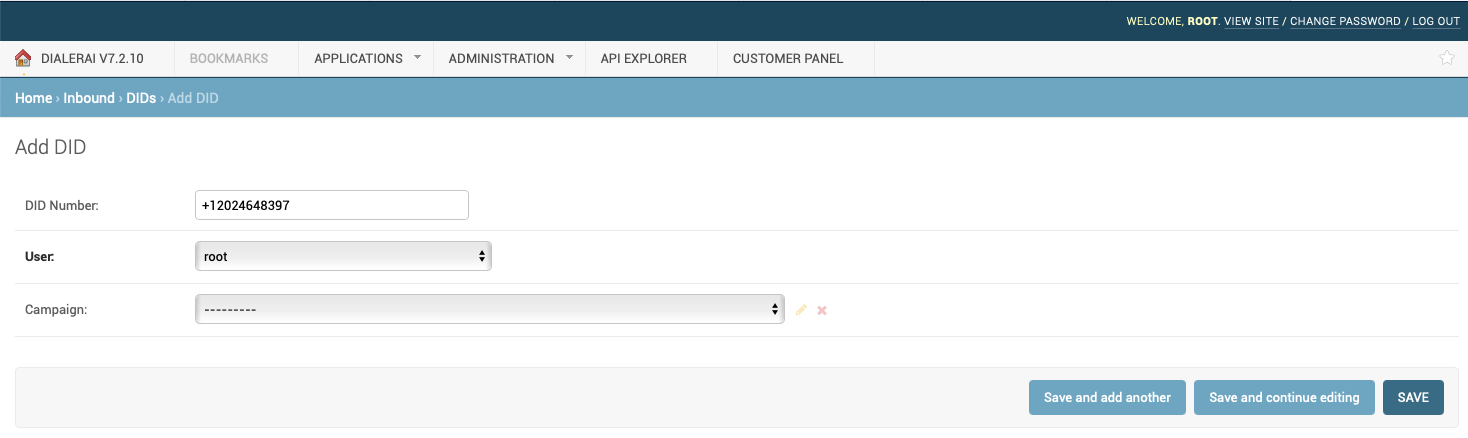 WELCOME, ROOT. VIEW SITE / CHANGE PASSWORD / LOG OUT
DIALERAI V7.2.10 BOOKMARKS APPLICATIONS ADMINISTRATION API EXPLORER CUSTOMER PANEL
Home › Inbound › DIDs › Add DID
Add DID
DID Number: +12024648397
User: root
Campaign: ---------
Save and add another Save and continue editing SAVE